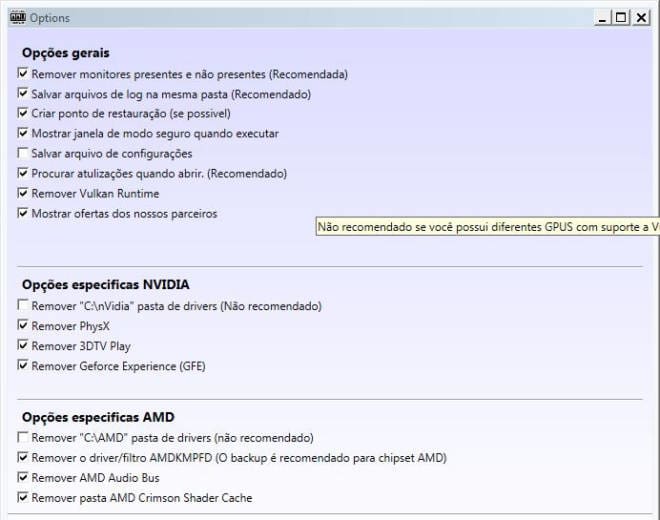 Options
Opções gerais
Remover monitores presentes e não presentes (Recomendada)
Salvar arquivos de log na mesma pasta (Recomendado)
Criar ponto de restauração (se possivel)
Mostrar janela de modo seguro quando executar
Salvar arquivo de configurações
Procurar atulizações quando abrir. (Recomendado)
Remover Vulkan Runtime
Mostrar ofertas dos nossos parceiros
Não recomendado se você possui diferentes GPUS com suporte a V
Opções especificas NVIDIA
Remover "C:\nVidia" pasta de drivers (Não recomendado)
Remover PhysX
Remover 3DTV Play
Remover Geforce Experience (GFE)
Opções especificas AMD
Remover "C:\AMD" pasta de drivers (não recomendado)
Remover o driver/filtro AMDKMPFD (O backup é recomendado para chipset AMD)
Remover AMD Audio Bus
Remover pasta AMD Crimson Shader Cache